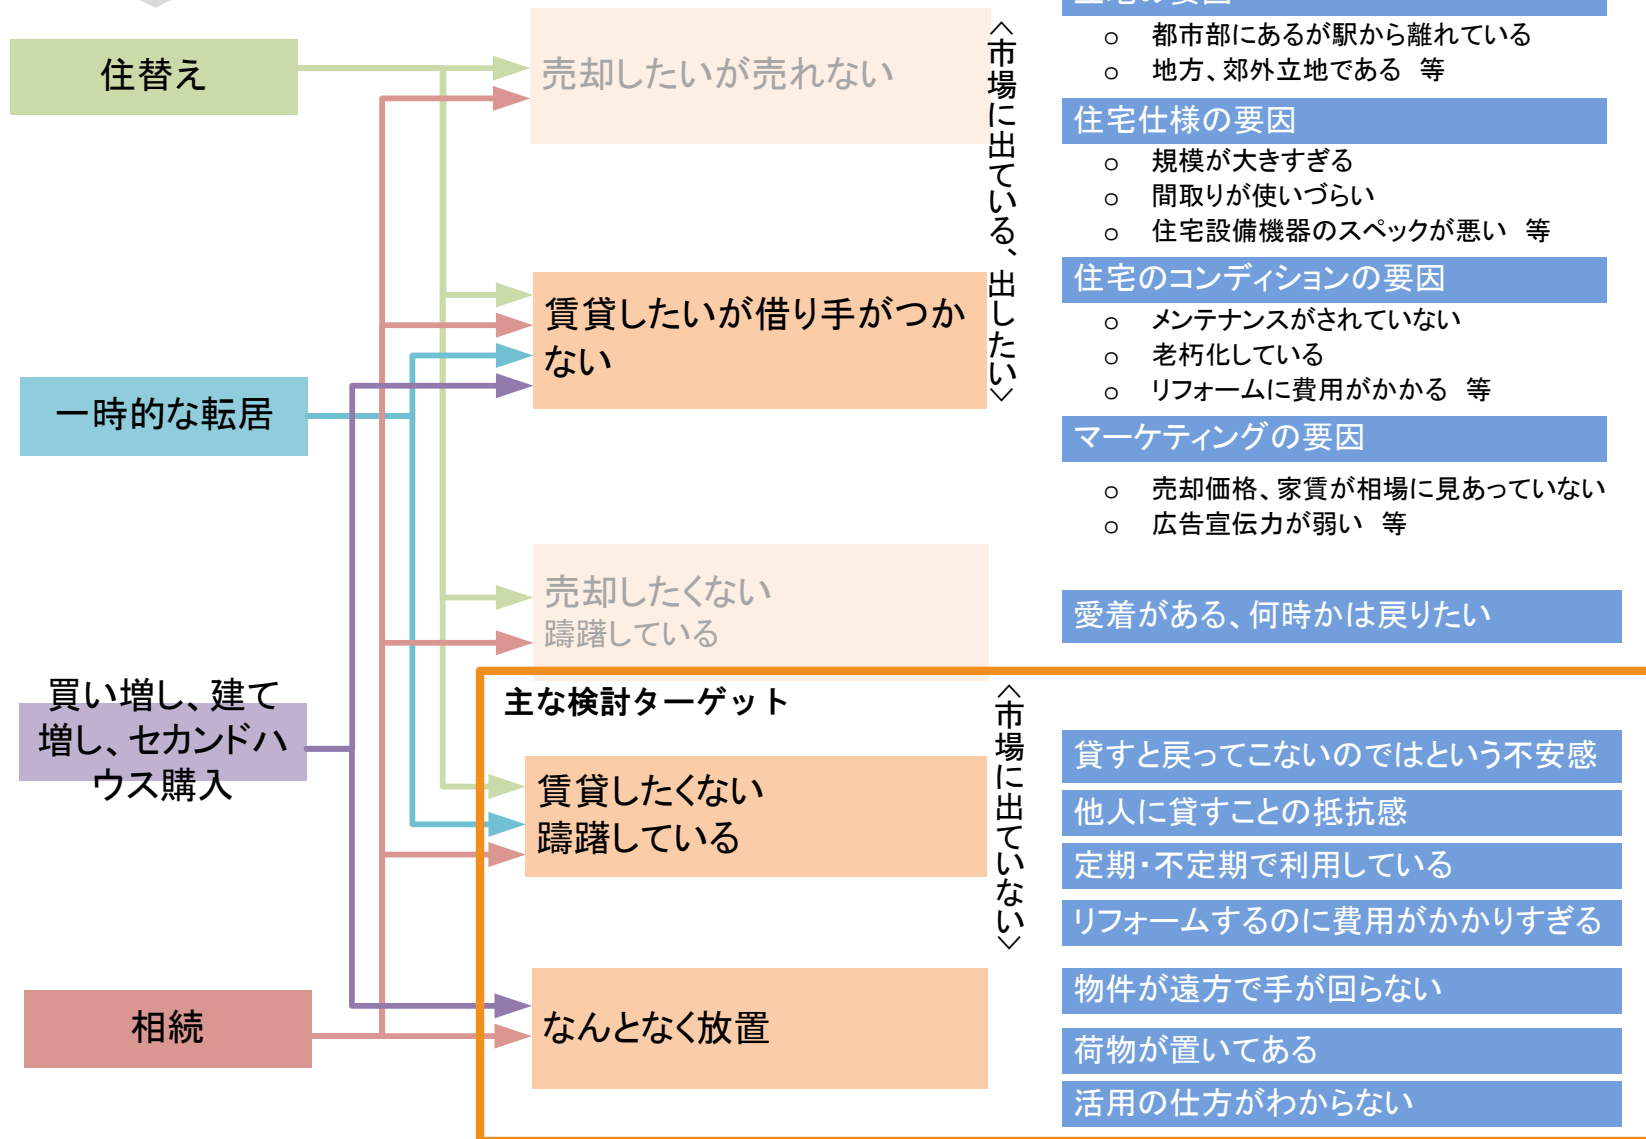 住替え
一時的な転居
買い増し、建て
増し、セカンドハ
ウス購入
相続
売却したいが売れない
賃貸したいが借り手がつか
ない
売却したくない
躊躇している
主な検討ターゲット
賃貸したくない
躊躇している
なんとなく放置
<市場に出ている、出したい>
<市場に出ていない>
o 都市部にあるが駅から離れている
o 地方、郊外立地である 等
住宅仕様の要因
o 規模が大きすぎる
o 間取りが使いづらい
o 住宅設備機器のスペックが悪い 等
住宅のコンディションの要因
o メンテナンスがされていない
o 老朽化している
o リフォームに費用がかかる 等
マーケティングの要因
o 売却価格、家賃が相場に見あっていない
o 広告宣伝力が弱い 等
愛着がある、何時かは戻りたい
貸すと戻ってこないのではという不安感
他人に貸すことの抵抗感
定期・不定期で利用している
リフォームするのに費用がかかりすぎる
物件が遠方で手が回らない
荷物が置いてある
活用の仕方がわからない